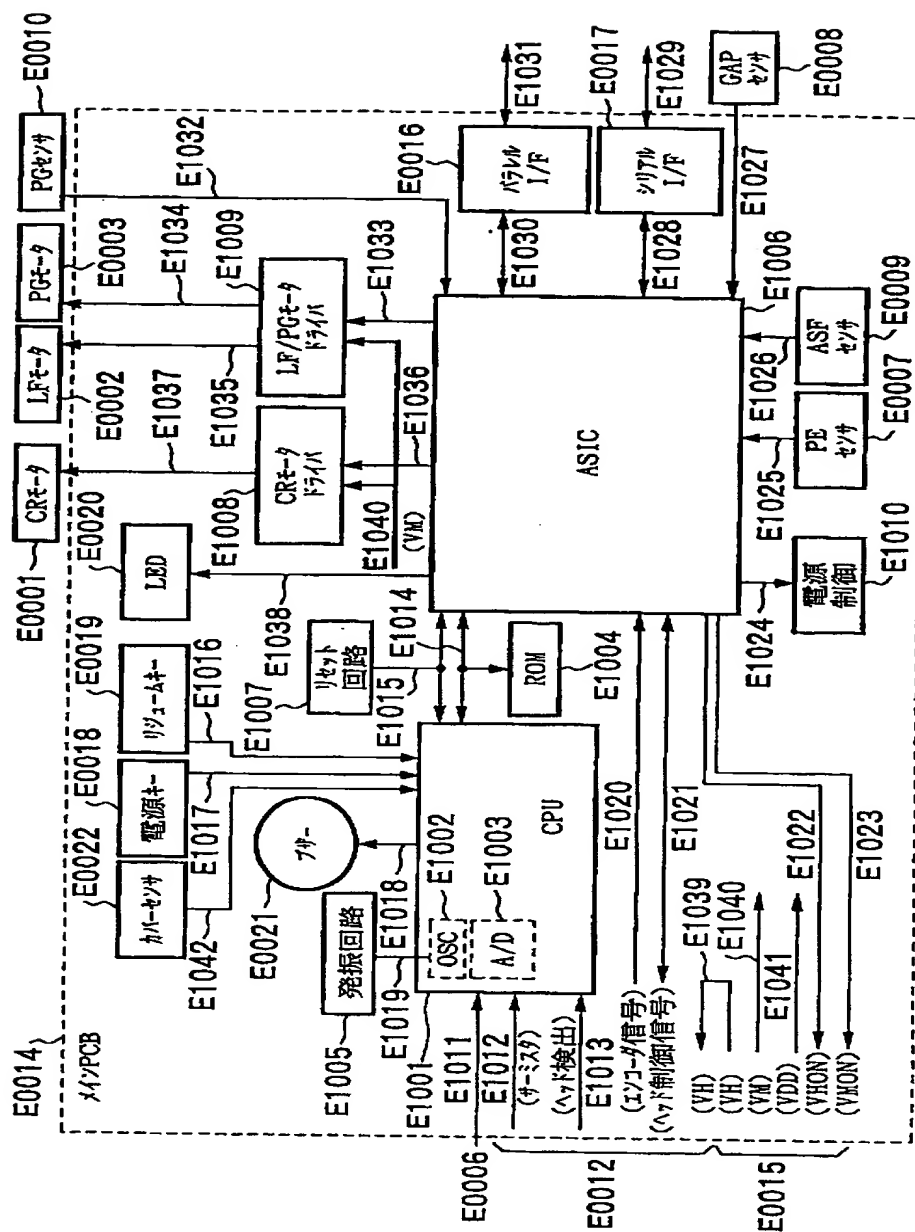 E0014
メインPCB
E0022
カバーセンサ
E1042
E0018
電源キー
E1017
E0019
リジュームキー
E1016
E0020
LED
E1038
E0001
CRモータ
E1037
E0002
LFモータ
E1035
E0003
PGモータ
E1034
E0010
PGセンサ
E1032
E0021
ブザー
E1018
E1005
発振回路
E1019
E1007
リセット
回路
E1015
E1014
E1008
CRモータ
ドライバ
E1036
E1009
LF/PGモータ
ドライバ
E1033
E1040
(VM)
E1001
OSC
E1002
A/D
E1003
CPU
ROM
E1004
ASIC
E1006
E0016
パラレル
I/F
E1030
E1031
E0017
シリアル
I/F
E1028
E1029
E1027
GAP
センサ
E0008
E0006
E1011
E1012
(サーミスタ)
(ヘッド検出)
E1013
(エンコーダ信号)
E1020
(ヘッド制御信号)
E1021
E0012
E0015
(VH)
(VH)
E1039
(VM)
E1040
(VDD)
E1041
(VHON)
E1022
(VMON)
E1023
E1024
電源
制御
E1010
E1025
PE
センサ
E0007
E1026
ASF
センサ
E0009